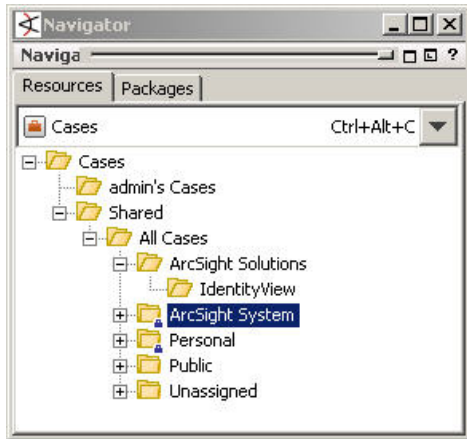 Navigator
Naviga ?
Resources Packages
Cases Ctrl+Alt+C
Cases
admin's Cases
Shared
All Cases
ArcSight Solutions
IdentityView
ArcSight System
Personal
Public
Unassigned